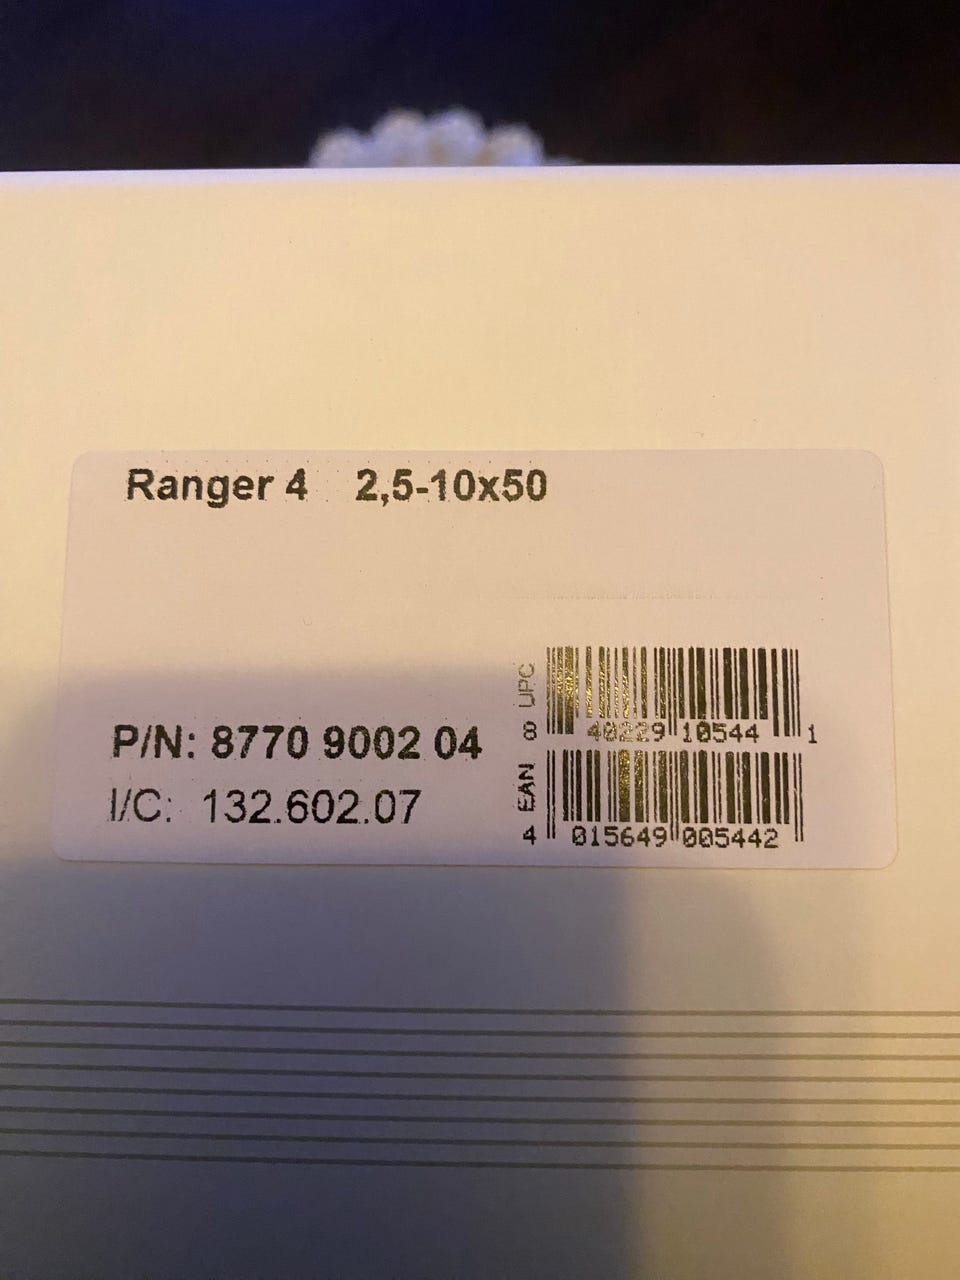 Ranger 4 2,5-10x50
P/N: 8770 9002 04
I/C: 132.602.07
UPC
8 40229 10544 1
EAN
4 015649 005442